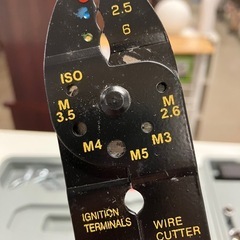 2.5
6
ISO
M
3.5
M
2.6
M4
M3
M5
IGNITION
TERMINALS
WIRE
CUTTER